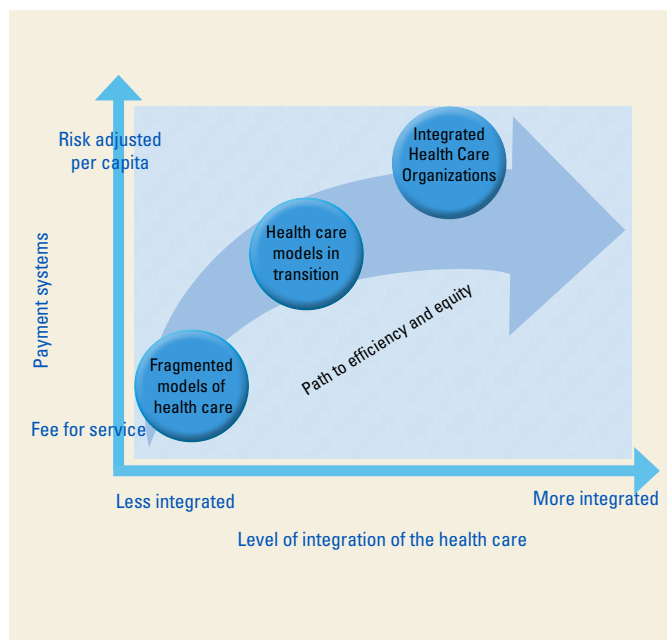 Risk adjusted
per capita
Integrated
Health Care
Organizations
Health care
models in
transition
Payment systems
Path to efficiency and equity
Fragmented
models of
health care
Fee for service
Less integrated
More integrated
Level of integration of the health care